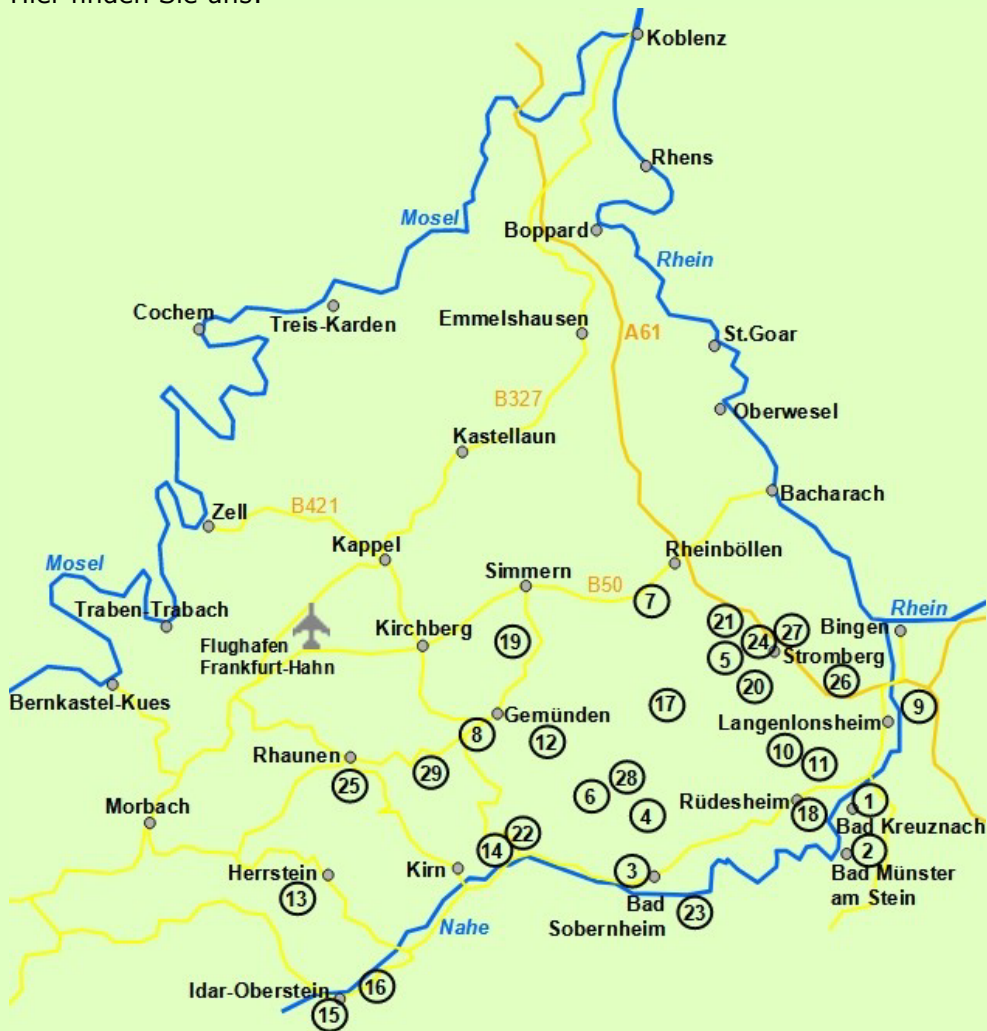 Hier finden Sie uns:
Koblenz
Rhens
Mosel
Boppard
Rhein
Cochem
Treis-Karden
Emmelshausen
A61
St.Goar
B327
Oberwesel
Kastellaun
Bacharach
Zell
B421
Kappel
Rheinböllen
Mosel
Simmern
B50
7
Traben-Trabach
Flughafen
Frankfurt-Hahn
Kirchberg
19
21
24
27
Rhein
Bingen
5
Stromberg
20
26
Bernkastel-Kues
17
9
Gemünden
Langenlonsheim
8
12
10
11
Rhaunen
25
29
28
6
4
Rüdesheim
18
1
Bad Kreuznach
Morbach
22
14
2
Bad Münster
am Stein
Herrstein
13
Kirn
3
Bad
Sobernheim
23
Nahe
Idar-Oberstein
16
15